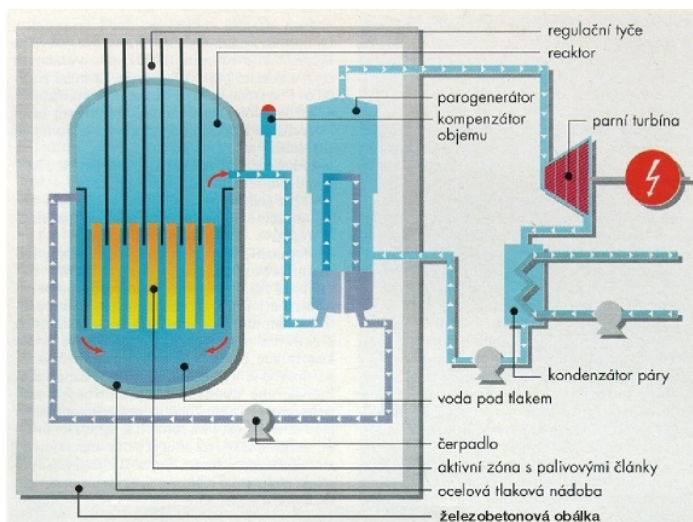 regulační tyče
reaktor
parogenerátor
kompenzátor
objemu
parní turbína
kondenzátor páry
voda pod tlakem
čerpadlo
aktivní zóna s palivovými články
ocelová tlaková nádoba
železobetonová obálka